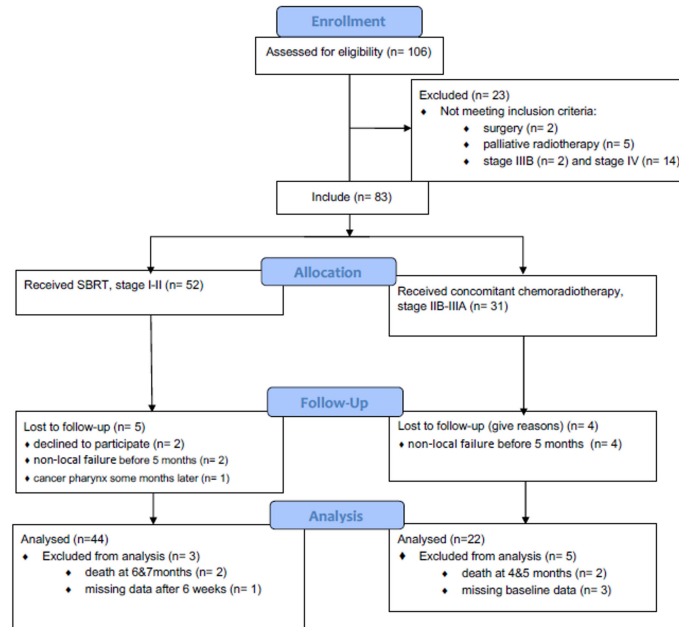 Enrollment
Assessed for eligibility (n= 106)
Excluded (n= 23)
♦ Not meeting inclusion criteria:
♦ surgery (n= 2)
♦ palliative radiotherapy (n= 5)
♦ stage IIIB (n= 2) and stage IV (n= 14)
Include (n= 83)
Allocation
Received SBRT, stage I-II (n= 52)
Received concomitant chemoradiotherapy,
stage IIB-IIIA (n= 31)
Follow-Up
Lost to follow-up (n= 5)
♦ declined to participate (n= 2)
♦ non-local failure before 5 months (n= 2)
♦ cancer pharynx some months later (n= 1)
Lost to follow-up (give reasons) (n= 4)
♦ non-local failure before 5 months (n= 4)
Analysis
Analysed (n=44)
♦ Excluded from analysis (n= 3)
♦ death at 6&7months (n= 2)
♦ missing data after 6 weeks (n= 1)
Analysed (n=22)
♦ Excluded from analysis (n= 5)
♦ death at 4&5 months (n= 2)
♦ missing baseline data (n= 3)